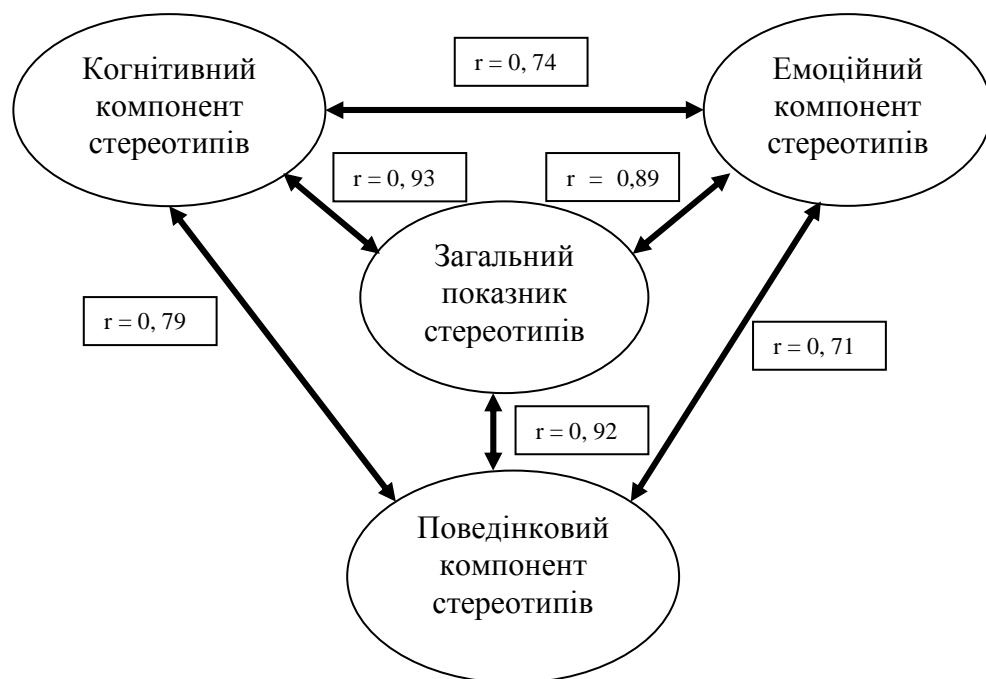 Когнітивний
компонент
стереотипів
r = 0, 74
Емоційний
компонент
стереотипів
r = 0, 93
r = 0,89
Загальний
показник
стереотипів
r = 0, 79
r = 0, 71
r = 0, 92
Поведінковий
компонент
стереотипів